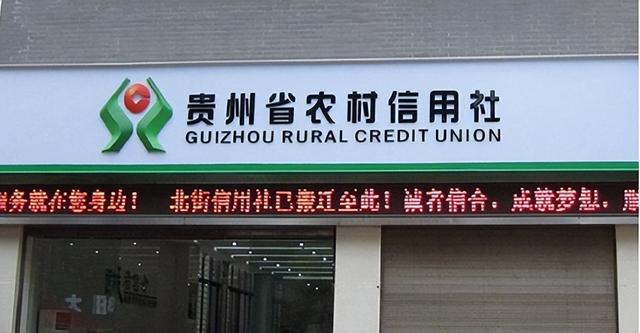 贵州省农村信用社
GUIZHOU RURAL CREDIT UNION
务就在您身边! 北街信用社已搬迁至此! 诚者信合,成就梦想,